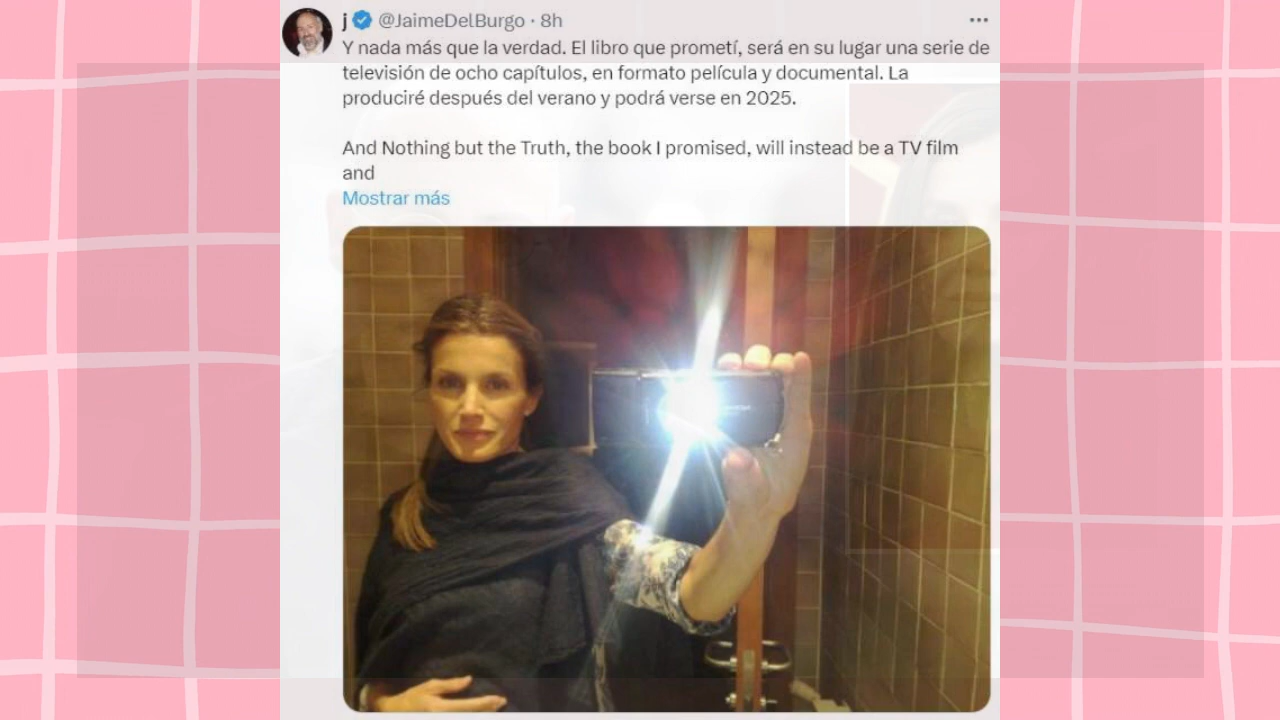 j @JaimeDelBurgo · 8h
Y nada más que la verdad. El libro que prometí, será en su lugar una serie de
televisión de ocho capítulos, en formato película y documental. La
produciré después del verano y podrá verse en 2025.
And Nothing but the Truth, the book I promised, will instead be a TV film
and
Mostrar más